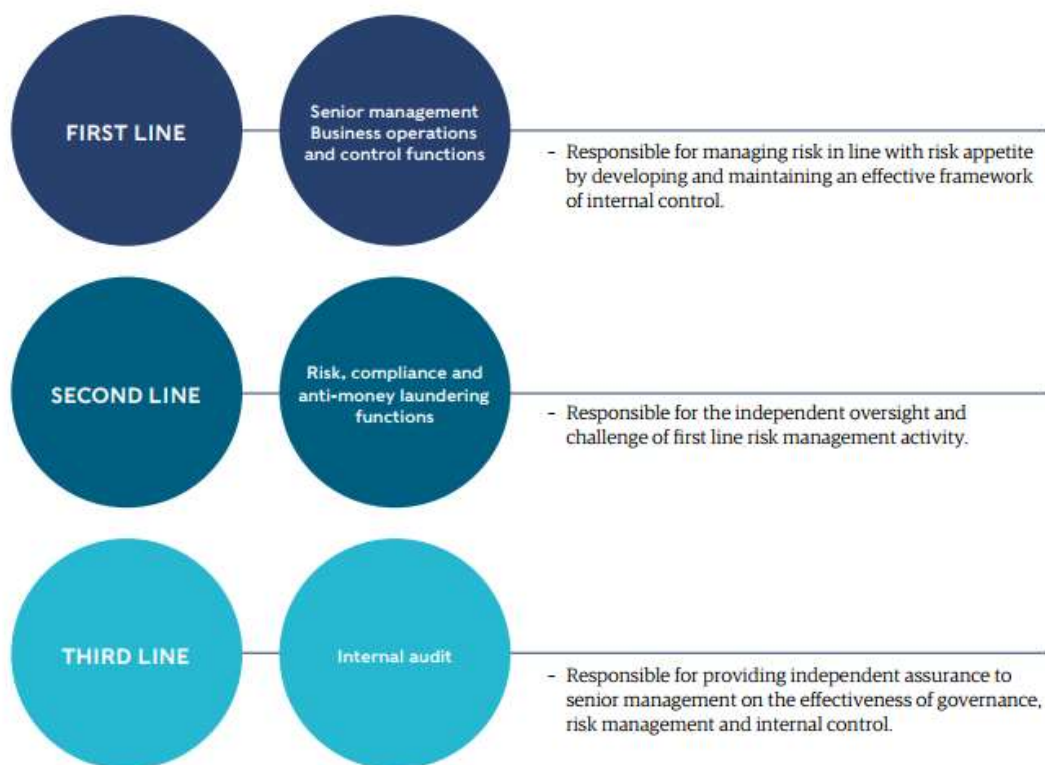 FIRST LINE
Senior management
Business operations
and control functions
- Responsible for managing risk in line with risk appetite
by developing and maintaining an effective framework
of internal control.
SECOND LINE
Risk, compliance and
anti-money laundering
functions
- Responsible for the independent oversight and
challenge of first line risk management activity.
THIRD LINE
Internal audit
- Responsible for providing independent assurance to
senior management on the effectiveness of governance,
risk management and internal control.